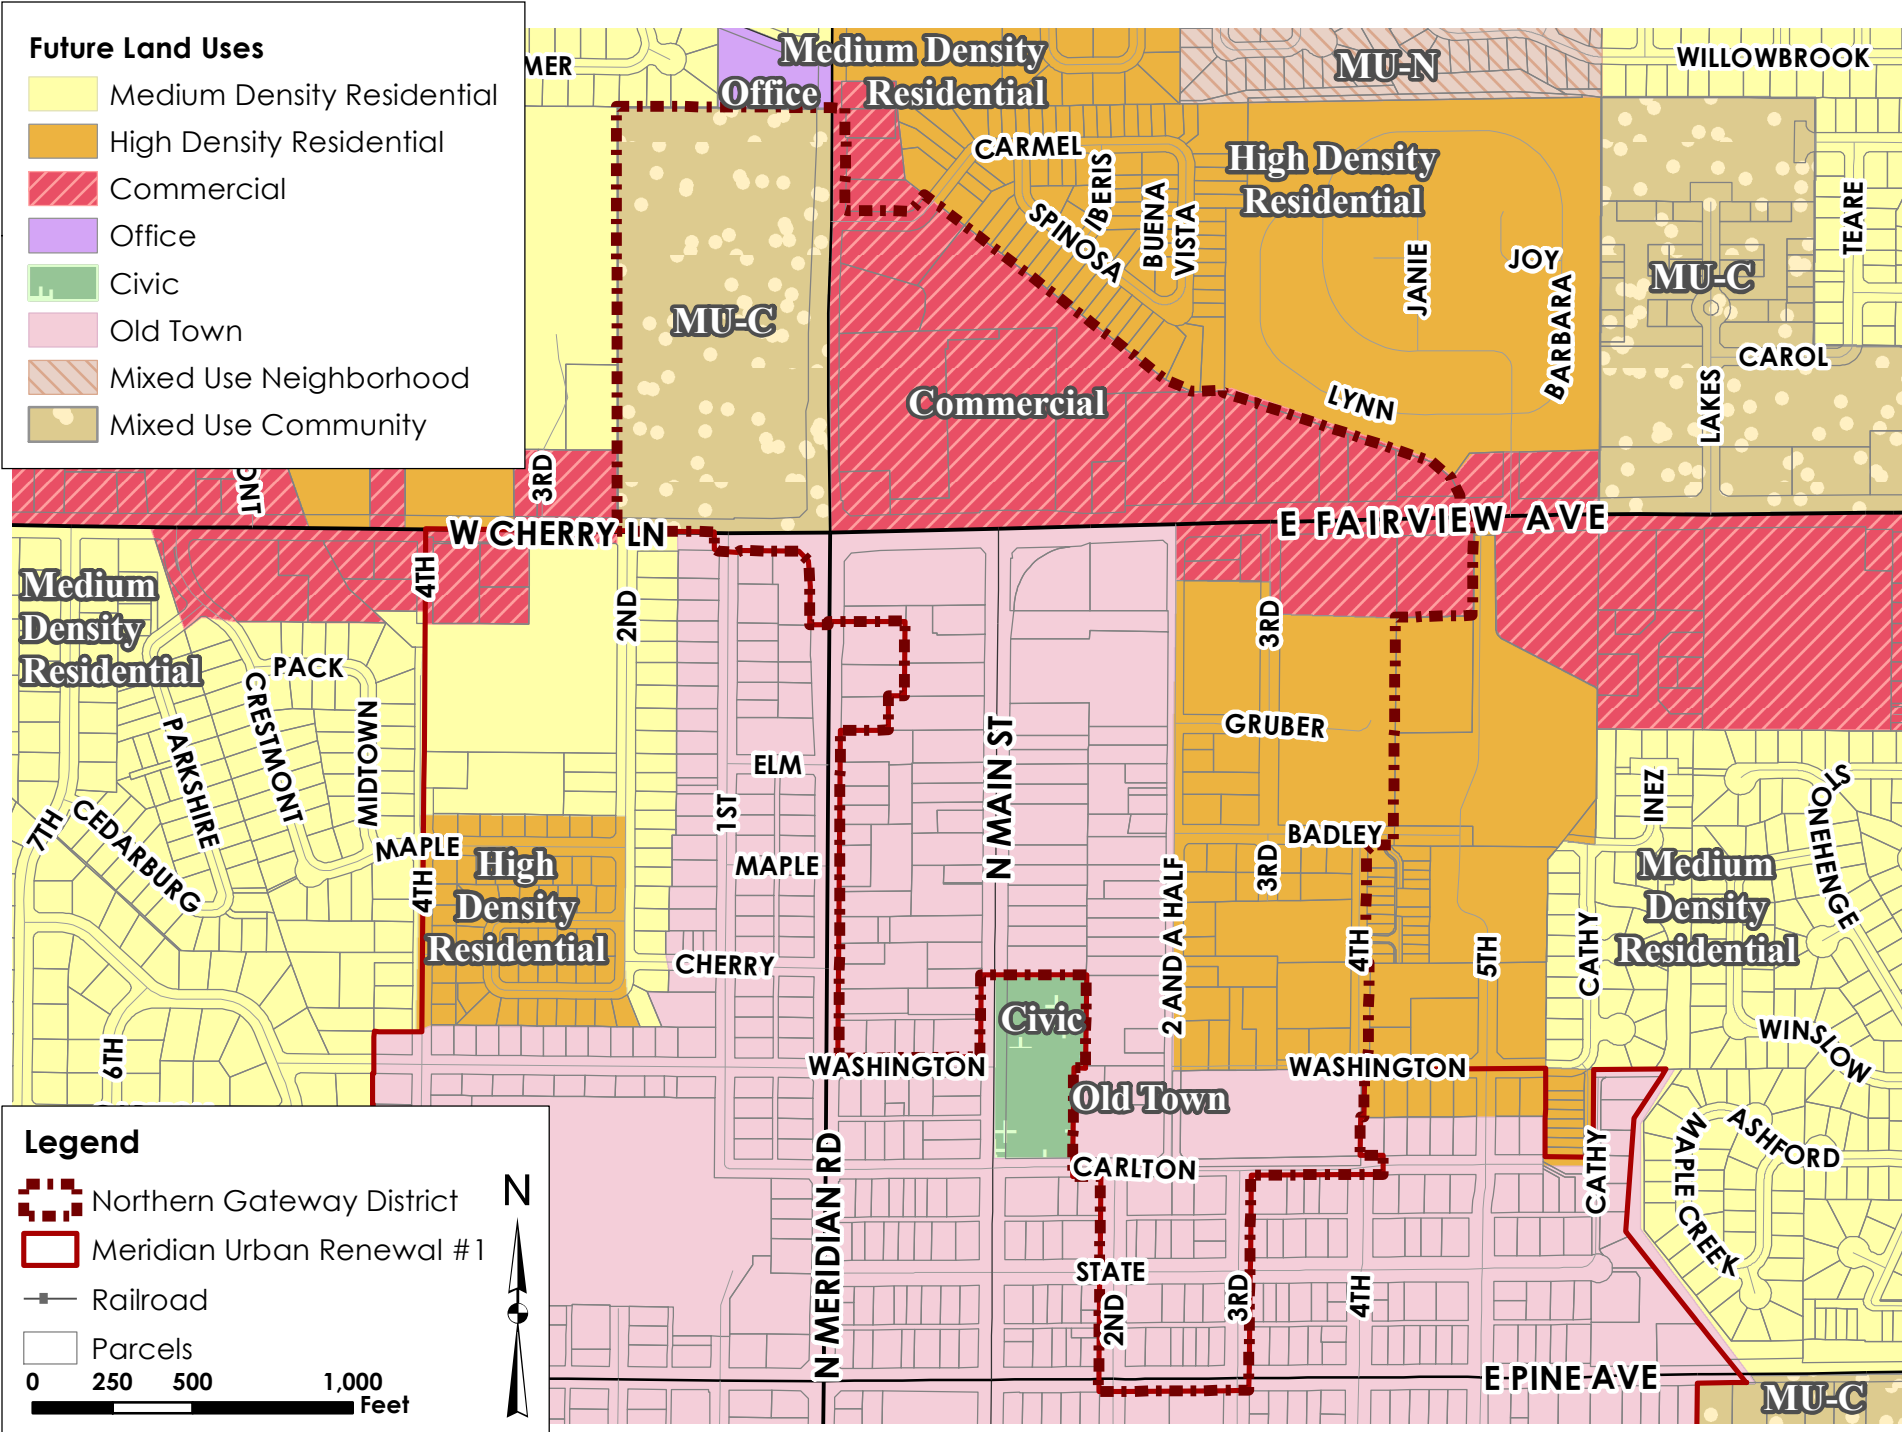 Future Land Uses
Medium Density Residential
High Density Residential
Commercial
Office
Civic
Old Town
Mixed Use Neighborhood
Mixed Use Community
MER
Medium Density
Residential
Office
MU-N
WILLOWBROOK
CARMEL
IBERIS
SPINOSA
BUENA
VISTA
High Density
Residential
JANIE
JOY
BARBARA
LYNN
MU-C
TEARE
CAROL
LAKES
MU-C
Commercial
ONT
3RD
W CHERRY LN
E FAIRVIEW AVE
Medium
Density
Residential
4TH
2ND
3RD
PACK
CRESTMONT
MIDTOWN
PARKSHIRE
CEDARBURG
7TH
MAPLE
4TH
High
Density
Residential
ELM
1ST
MAPLE
CHERRY
N MAIN ST
GRUBER
BADLEY
3RD
2 AND A HALF
4TH
5TH
INEZ
STONEHENGE
Medium
Density
Residential
CATHY
WINSLOW
6TH
Civic
WASHINGTON
WASHINGTON
Old Town
CARLTON
CATHY
ASHFORD
MAPLE CREEK
N MERIDIAN RD
STATE
2ND
3RD
4TH
E PINE AVE
MU-C
Legend
Northern Gateway District
Meridian Urban Renewal #1
Railroad
Parcels
N
0 250 500 1,000
Feet